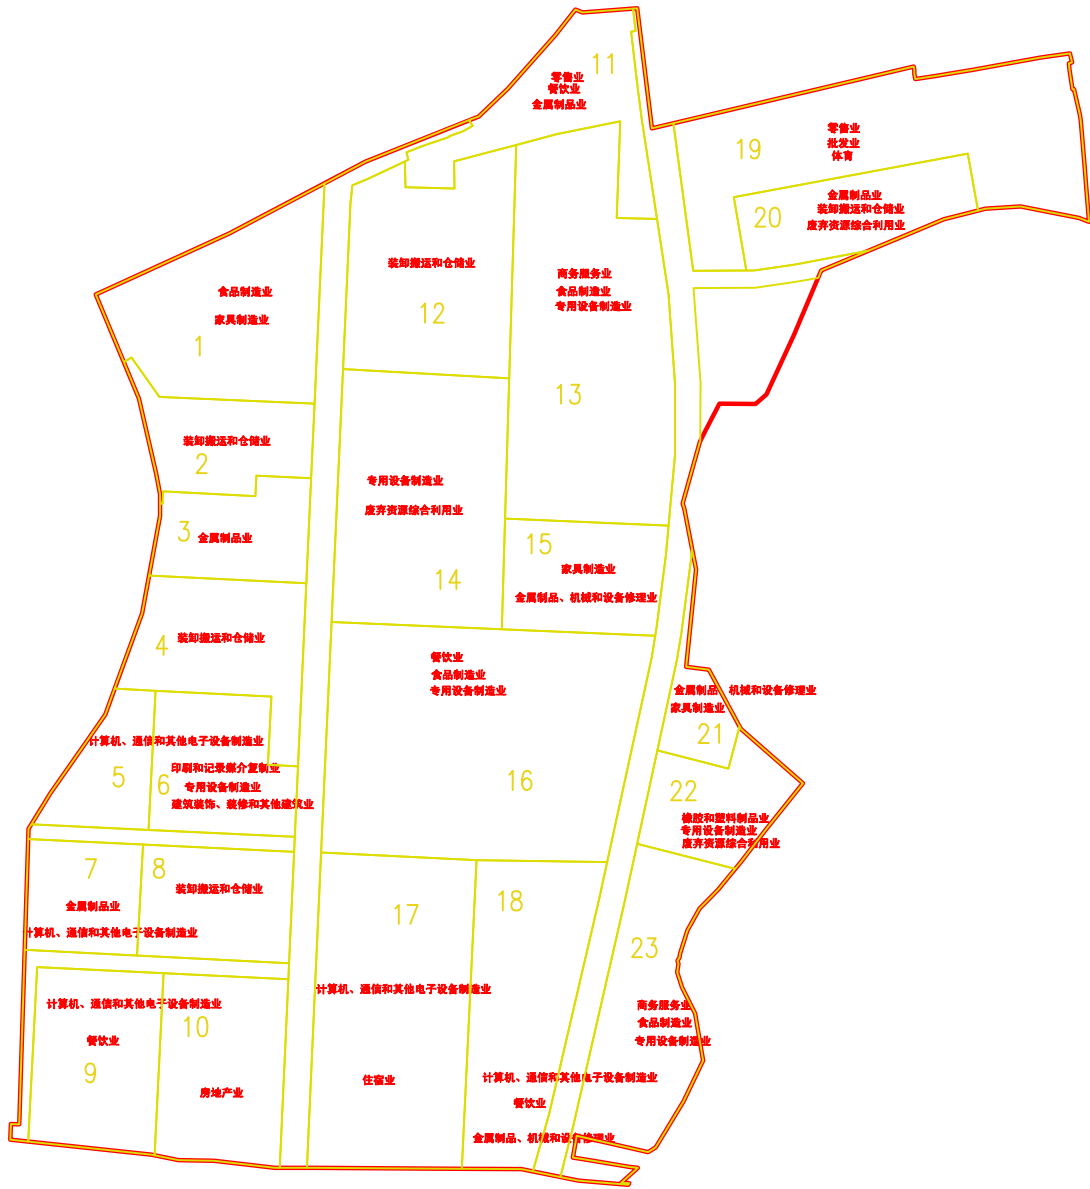 11
零售业
餐饮业
金属制品业
19
零售业
批发业
体育
20
金属制品业
装卸搬运和仓储业
废弃资源综合利用业
食品制造业
家具制造业
1
装卸搬运和仓储业
12
商务服务业
食品制造业
专用设备制造业
13
装卸搬运和仓储业
2
3
金属制品业
专用设备制造业
废弃资源综合利用业
14
15
家具制造业
金属制品、机械和设备修理业
4
装卸搬运和仓储业
餐饮业
食品制造业
专用设备制造业
16
金属制品 机械和设备修理业
家具制造业
21
计算机、通信和其他电子设备制造业
5
6
印刷和记录媒介复制业
专用设备制造业
建筑装饰、装修和其他建筑业
22
橡胶和塑料制品业
专用设备制造业
废弃资源综合利用业
7
金属制品业
计算机、通信和其他电子设备制造业
8
装卸搬运和仓储业
17
计算机、通信和其他电子设备制造业
住宿业
18
计算机、通信和其他电子设备制造业
餐饮业
金属制品、机械和设备修理业
23
商务服务业
食品制造业
专用设备制造业
计算机、通信和其他电子设备制造业
餐饮业
9
10
房地产业